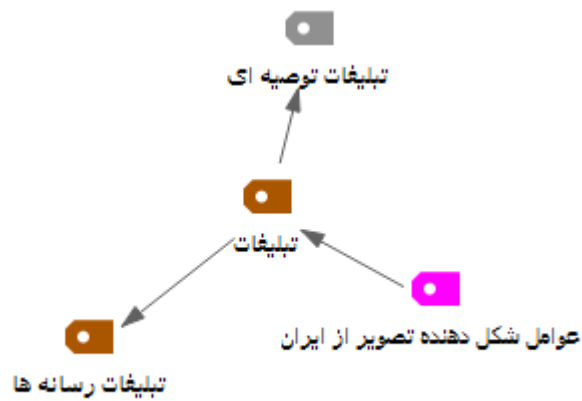 تبلیغات توصیه ای
تبلیغات
عوامل شکل دهنده تصویر از ایران
تبلیغات رسانه ها